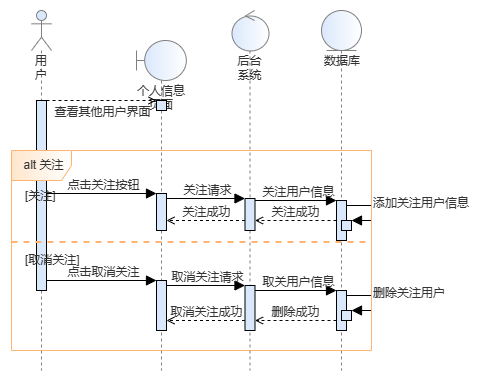 用
户
个人信息
页面
后台
系统
数据库
查看其他用户界面
alt 关注
[关注]
点击关注按钮
关注请求
关注用户信息
添加关注用户信息
关注成功
关注成功
[取消关注]
点击取消关注
取消关注请求
取关用户信息
删除关注用户
取消关注成功
删除成功